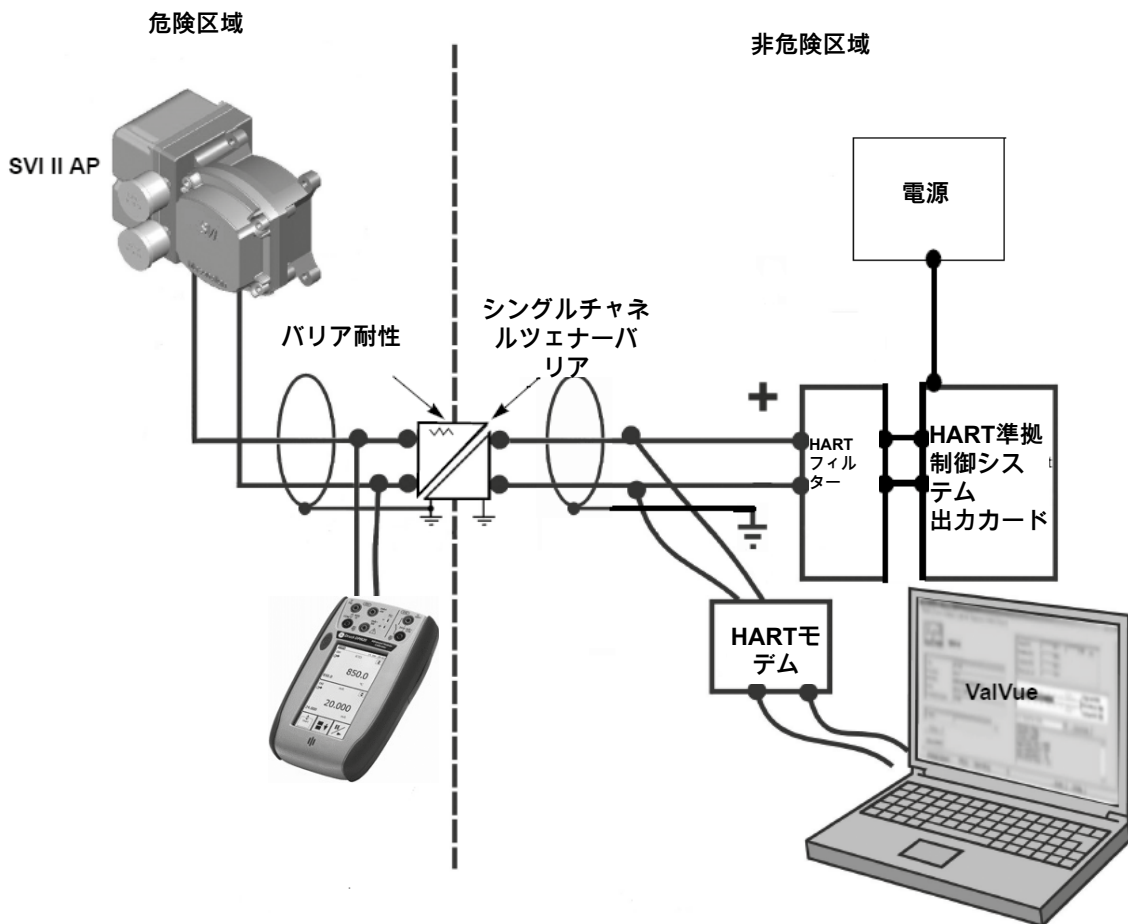 危険区域
非危険区域
SVI II AP
電源
バリア耐性
シングルチャネ
ルツェナーバ
リア
+
HART
フィル
ター
HART準拠
制御シス
テム
出力カード
t
HARTモ
デム
ValVue
SVI
850.0
20.000